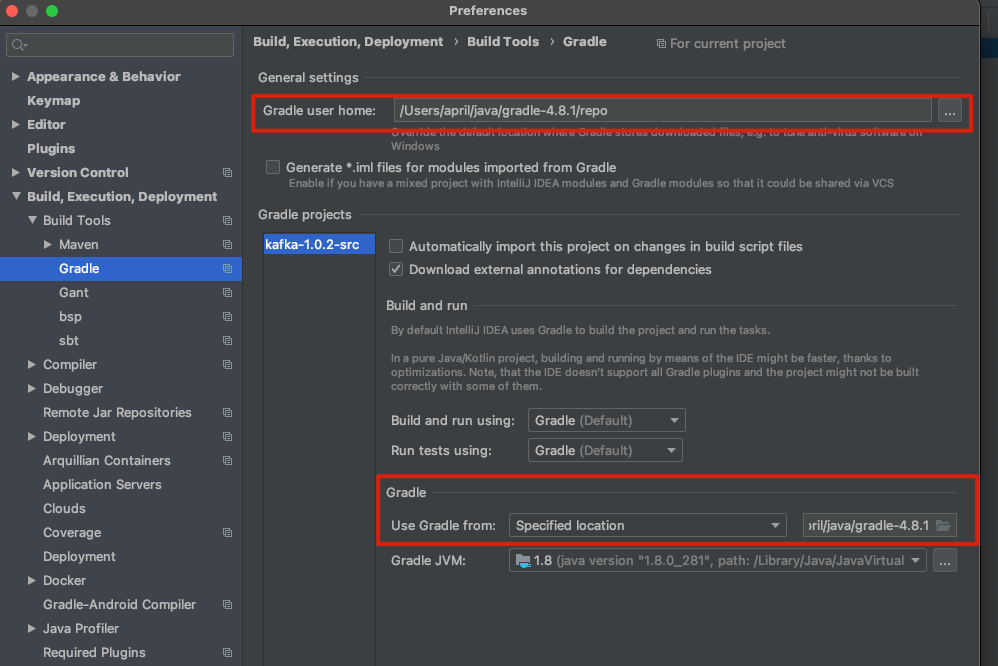 Preferences
Build, Execution, Deployment › Build Tools › Gradle For current project
Appearance & Behavior
Keymap
Editor
Plugins
Version Control
Build, Execution, Deployment
Build Tools
Maven
Gradle
Gant
bsp
sbt
Compiler
Debugger
Remote Jar Repositories
Deployment
Arquillian Containers
Application Servers
Clouds
Coverage
Deployment
Docker
Gradle-Android Compiler
Java Profiler
Required Plugins
General settings
Gradle user home: /Users/april/java/gradle-4.8.1/repo ...
Override the default location where Gradle stores downloaded files, e.g. to tune anti-virus software on
Windows
Generate *.iml files for modules imported from Gradle
Enable if you have a mixed project with IntelliJ IDEA modules and Gradle modules so that it could be shared via VCS
Gradle projects
kafka-1.0.2-src
Automatically import this project on changes in build script files
Download external annotations for dependencies
Build and run
By default IntelliJ IDEA uses Gradle to build the project and run the tasks.
In a pure Java/Kotlin project, building and running by means of the IDE might be faster, thanks to
optimizations. Note, that the IDE doesn't support all Gradle plugins and the project might not be built
correctly with some of them.
Build and run using: Gradle (Default)
Run tests using: Gradle (Default)
Gradle
Use Gradle from: Specified location ril/java/gradle-4.8.1
Gradle JVM: 1.8 (java version "1.8.0_281", path: /Library/Java/JavaVirtual ...